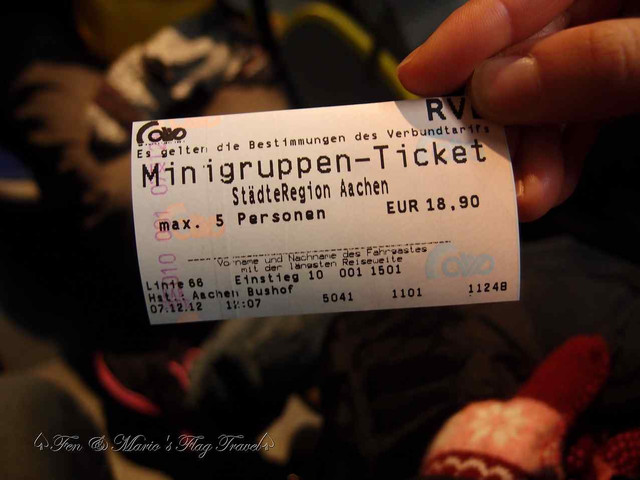 avv
Es gelten die Bestimmungen des Verbundtarifs
Minigruppen-Ticket
StädteRegion Aachen
max. 5 Personen EUR 18,90
Vorname und Nachname des Fahrgastes
mit der längsten Reiseweite
Linie 66 Einstieg 10 001 1501
Hst. Aachen Bushof 5041 1101 11248
07.12.12
Fen & Mario's Flag Travel